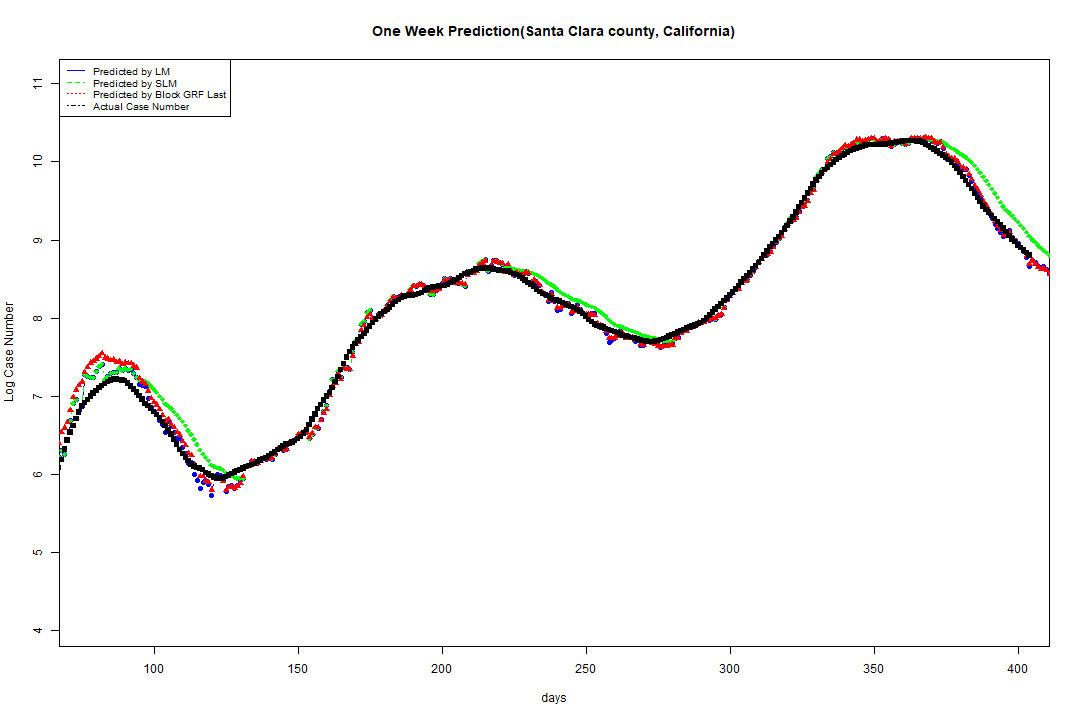 One Week Prediction(Santa Clara county, California)
Predicted by LM
Predicted by SLM
Predicted by Block GRF Last
Actual Case Number
11
10
9
8
7
6
5
4
Log Case Number
100 150 200 250 300 350 400
days